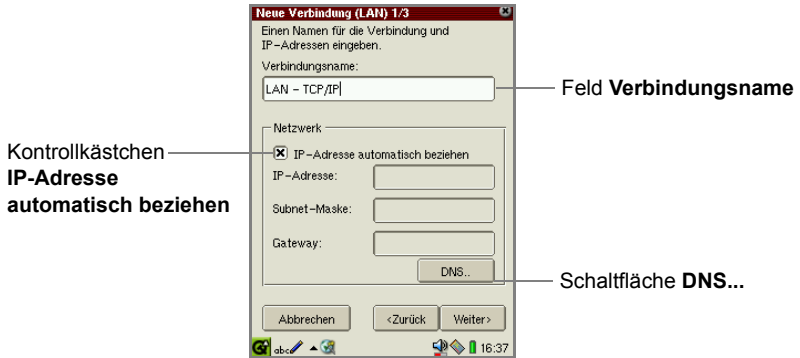 Neue Verbindung (LAN) 1/3
Einen Namen für die Verbindung und
IP-Adressen eingeben.
Verbindungsname:
LAN - TCP/IP
Feld Verbindungsname
Netzwerk
Kontrollkästchen
IP-Adresse
automatisch beziehen
IP-Adresse automatisch beziehen
IP-Adresse:
Subnet-Maske:
Gateway:
DNS..
Schaltfläche DNS...
Abbrechen
<Zurück
Weiter>
abc
16:37